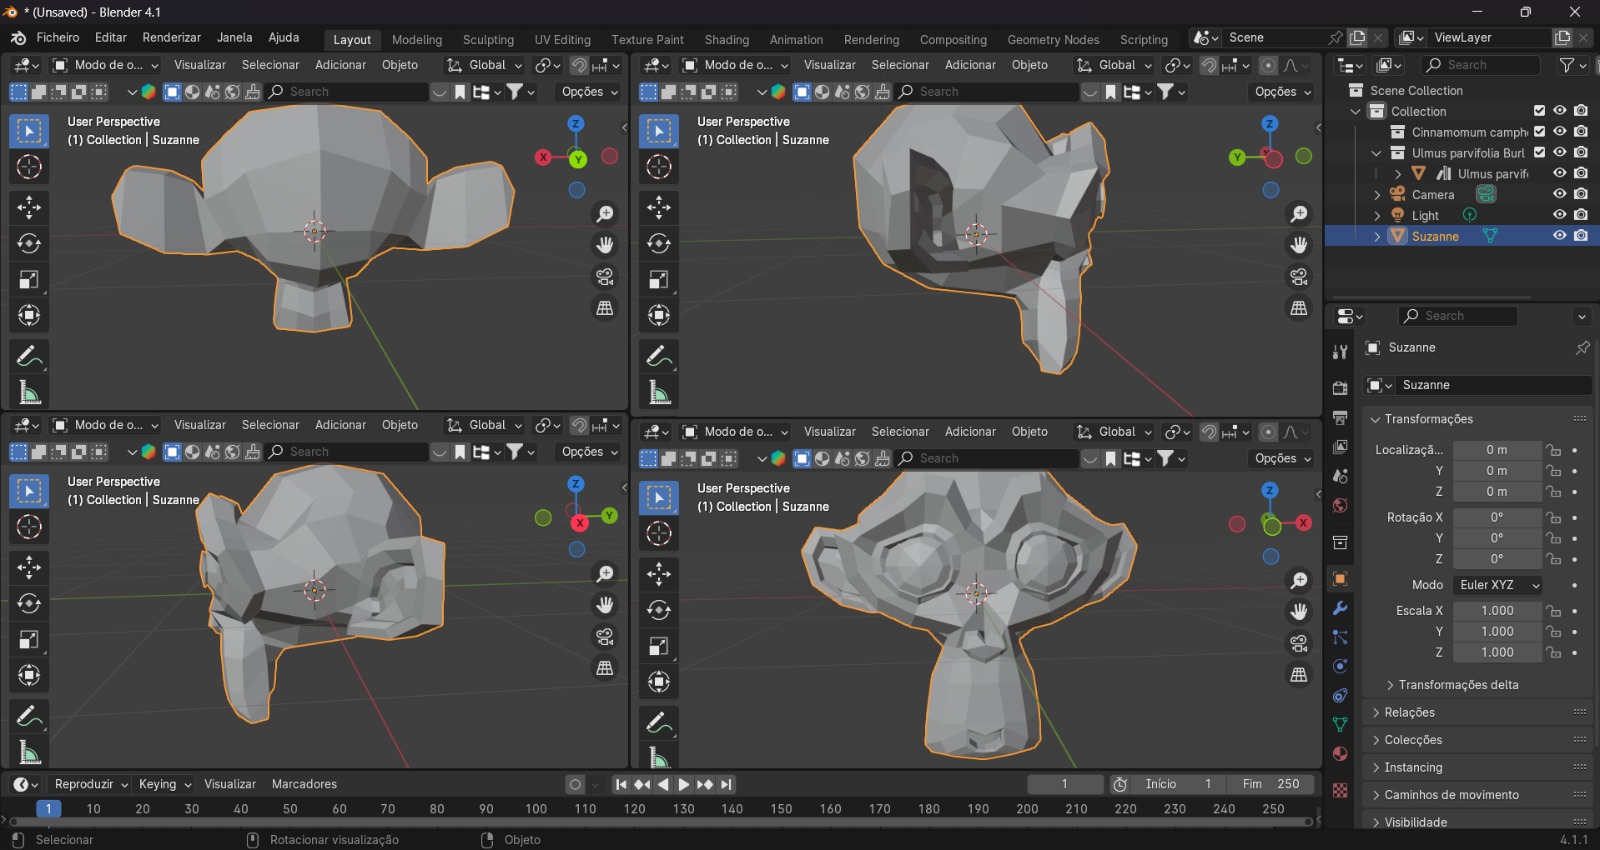 * (Unsaved) - Blender 4.1
Ficheiro Editar Renderizar Janela Ajuda Layout Modeling Sculpting UV Editing Texture Paint Shading Animation Rendering Compositing Geometry Nodes Scripting Scene ViewLayer
Modo de o... Visualizar Selecionar Adicionar Objeto Global
Search Opções
User Perspective
(1) Collection | Suzanne
Z
X
Y
Modo de o... Visualizar Selecionar Adicionar Objeto Global
Search Opções
User Perspective
(1) Collection | Suzanne
Z
Y
Modo de o... Visualizar Selecionar Adicionar Objeto Global
Search Opções
User Perspective
(1) Collection | Suzanne
Z
X Y
Modo de o... Visualizar Selecionar Adicionar Objeto Global
Search Opções
User Perspective
(1) Collection | Suzanne
Z
X
Search
Scene Collection
Collection
Cinnamomum camph
Ulmus parvifolia Burl
Ulmus parvif
Camera
Light
Suzanne
Search
Suzanne
Suzanne
Transformações
Localizaçã... 0 m
Y 0 m
Z 0 m
Rotação X 0°
Y 0°
Z 0°
Modo Euler XYZ
Escala X 1.000
Y 1.000
Z 1.000
Transformações delta
Relações
Colecções
Instancing
Caminhos de movimento
Visibilidade
Reproduzir Keying Visualizar Marcadores 1 Início 1 Fim 250
1 10 20 30 40 50 60 70 80 90 100 110 120 130 140 150 160 170 180 190 200 210 220 230 240 250
Selecionar Rotacionar visualização Objeto 4.1.1